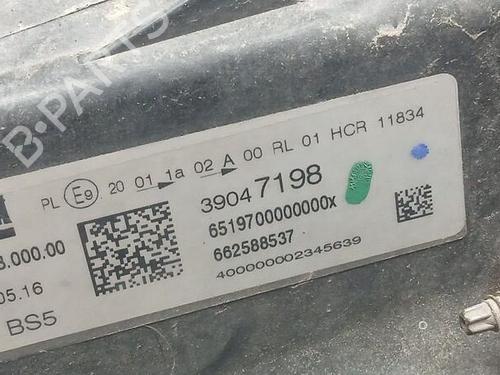 B-PARTS
PL E9 20 01 1a 02 A 00 RL 01 HCR 11834
39047198
6519700000000x
662588537
400000002345639
.000.00
05.16
BS5